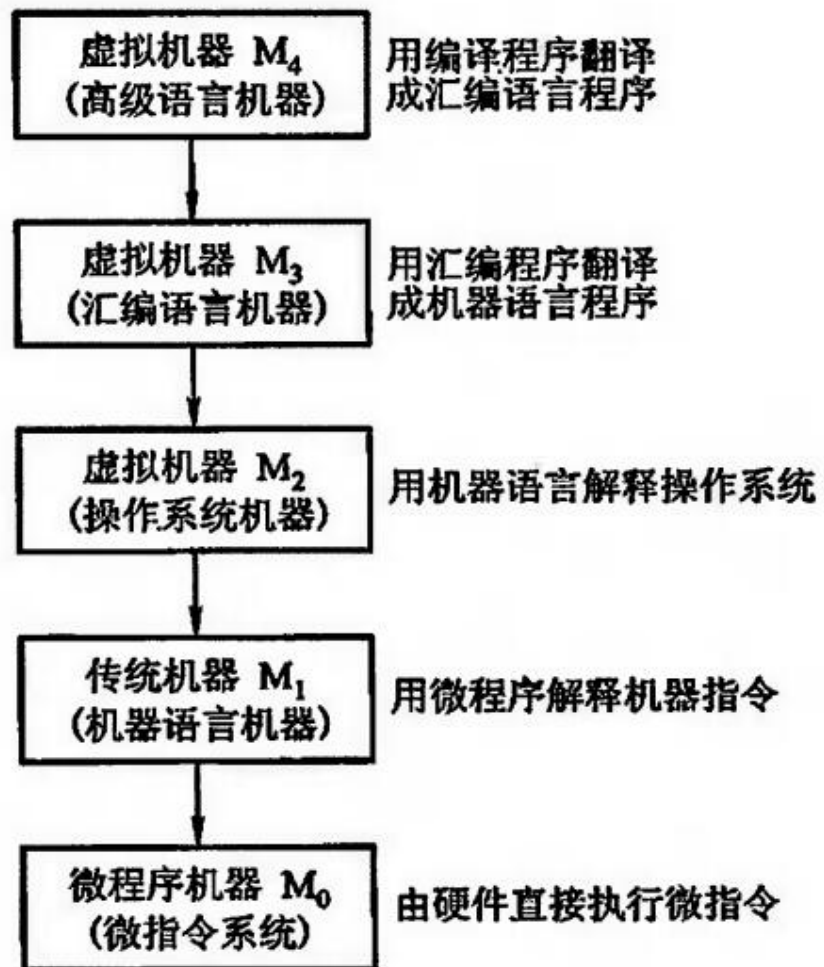 虚拟机器 M₄
(高级语言机器)
用编译程序翻译
成汇编语言程序
虚拟机器 M₃
(汇编语言机器)
用汇编程序翻译
成机器语言程序
虚拟机器 M₂
(操作系统机器)
用机器语言解释操作系统
传统机器 M₁
(机器语言机器)
用微程序解释机器指令
微程序机器 M₀
(微指令系统)
由硬件直接执行微指令